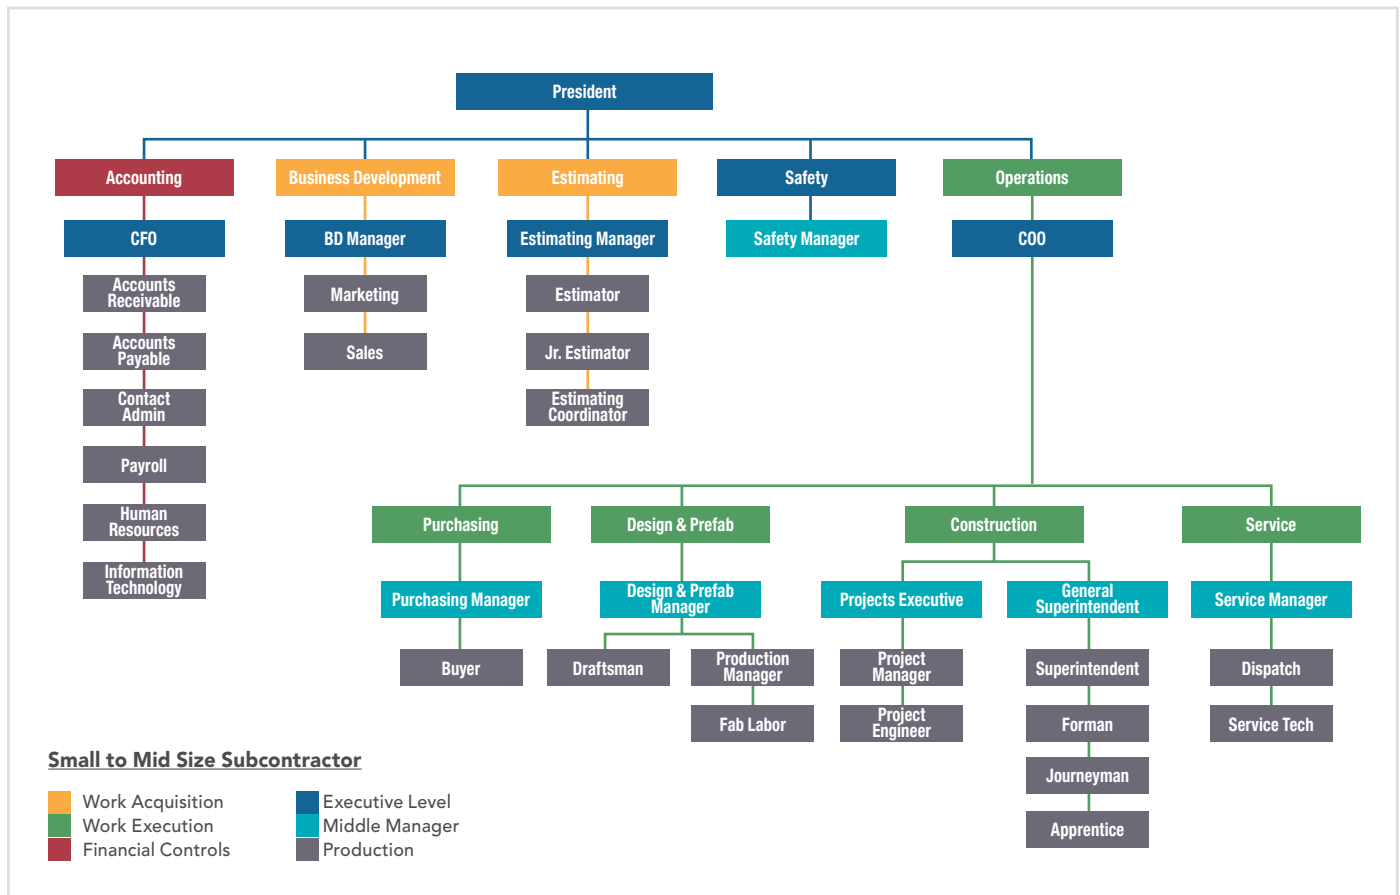 President
Accounting
Business Development
Estimating
Safety
Operations
CFO
BD Manager
Estimating Manager
Safety Manager
COO
Accounts
Receivable
Marketing
Estimator
Accounts
Payable
Sales
Jr. Estimator
Contact
Admin
Estimating
Coordinator
Payroll
Human
Resources
Information
Technology
Purchasing
Design & Prefab
Construction
Service
Purchasing Manager
Design & Prefab
Manager
Projects Executive
General
Superintendent
Service Manager
Buyer
Draftsman
Production
Manager
Project
Manager
Superintendent
Dispatch
Fab Labor
Project
Engineer
Forman
Service Tech
Journeyman
Apprentice
Small to Mid Size Subcontractor
Work Acquisition
Work Execution
Financial Controls
Executive Level
Middle Manager
Production